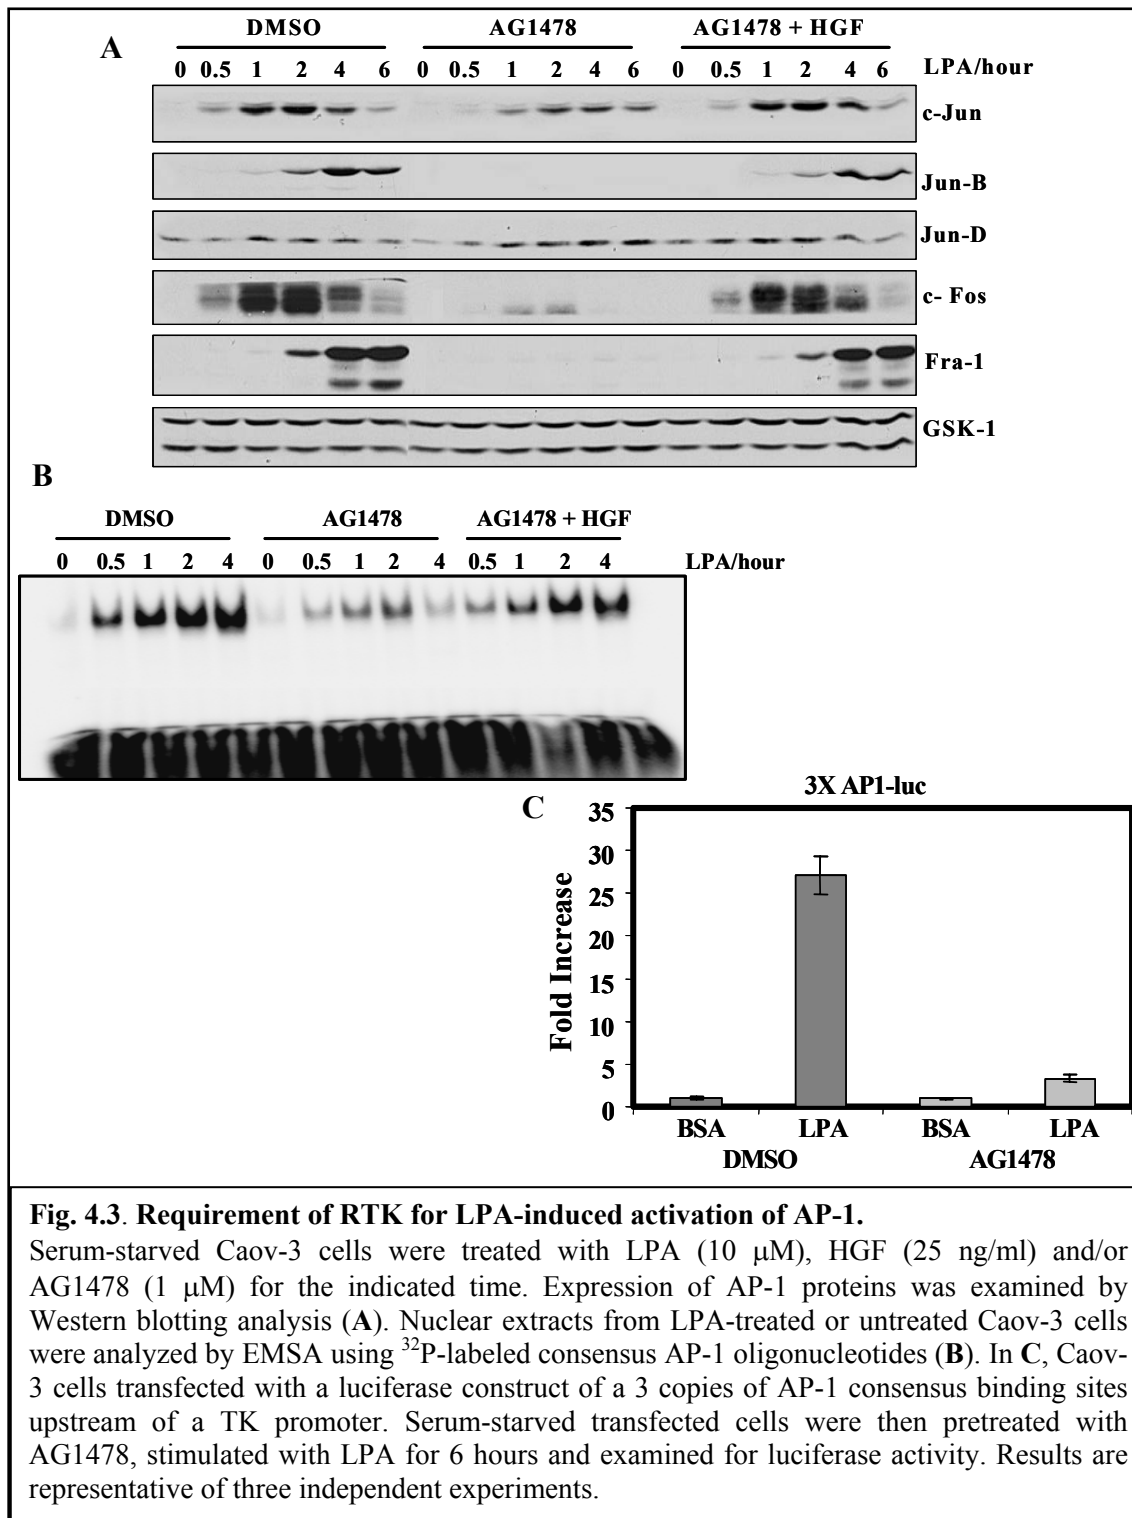 A
DMSO AG1478 AG1478 + HGF
0 0.5 1 2 4 6 0 0.5 1 2 4 6 0 0.5 1 2 4 6 LPA/hour
c-Jun
Jun-B
Jun-D
c- Fos
Fra-1
GSK-1
B
DMSO AG1478 AG1478 + HGF
0 0.5 1 2 4 0 0.5 1 2 4 0.5 1 2 4 LPA/hour
C
3X AP1-luc
Fold Increase
35
30
25
20
15
10
5
0
BSA LPA BSA LPA
DMSO AG1478
Fig. 4.3. Requirement of RTK for LPA-induced activation of AP-1.
Serum-starved Caov-3 cells were treated with LPA (10 μM), HGF (25 ng/ml) and/or
AG1478 (1 μM) for the indicated time. Expression of AP-1 proteins was examined by
Western blotting analysis (A). Nuclear extracts from LPA-treated or untreated Caov-3 cells
were analyzed by EMSA using ³²P-labeled consensus AP-1 oligonucleotides (B). In C, Caov-
3 cells transfected with a luciferase construct of a 3 copies of AP-1 consensus binding sites
upstream of a TK promoter. Serum-starved transfected cells were then pretreated with
AG1478, stimulated with LPA for 6 hours and examined for luciferase activity. Results are
representative of three independent experiments.